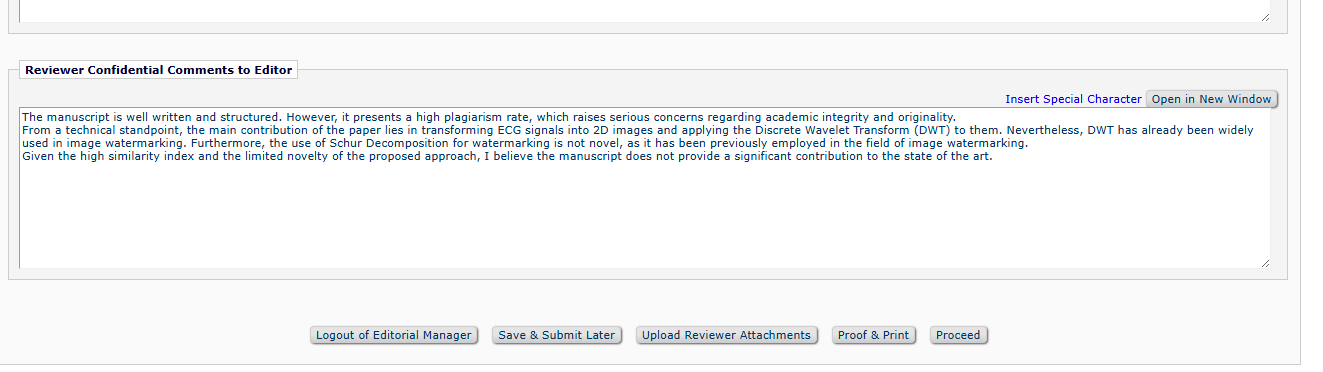 Reviewer Confidential Comments to Editor
Insert Special Character Open in New Window
The manuscript is well written and structured. However, it presents a high plagiarism rate, which raises serious concerns regarding academic integrity and originality.
From a technical standpoint, the main contribution of the paper lies in transforming ECG signals into 2D images and applying the Discrete Wavelet Transform (DWT) to them. Nevertheless, DWT has already been widely
used in image watermarking. Furthermore, the use of Schur Decomposition for watermarking is not novel, as it has been previously employed in the field of image watermarking.
Given the high similarity index and the limited novelty of the proposed approach, I believe the manuscript does not provide a significant contribution to the state of the art.
Logout of Editorial Manager Save & Submit Later Upload Reviewer Attachments Proof & Print Proceed